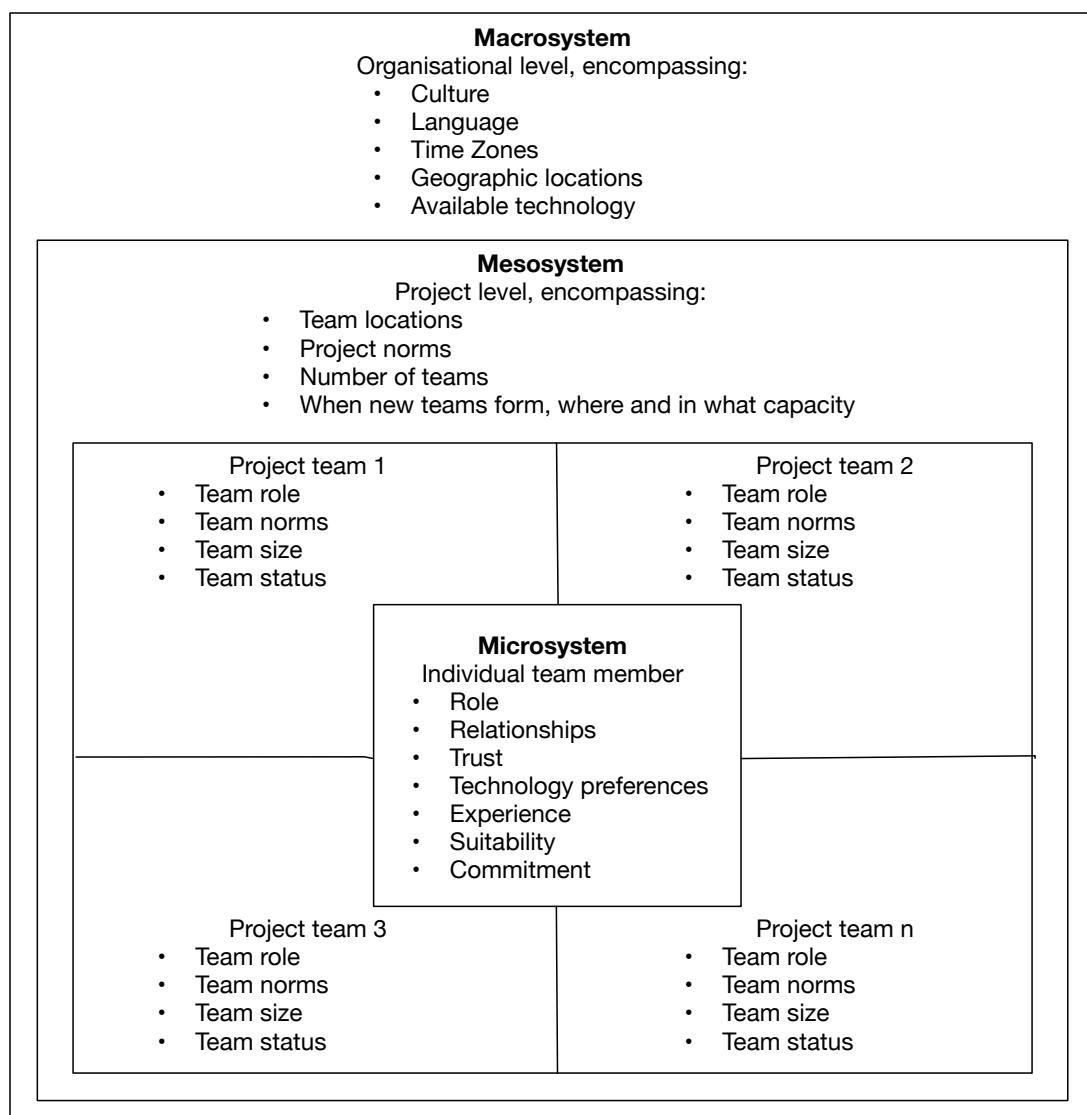 Macrosystem
Organisational level, encompassing:
• Culture
• Language
• Time Zones
• Geographic locations
• Available technology
Mesosystem
Project level, encompassing:
• Team locations
• Project norms
• Number of teams
• When new teams form, where and in what capacity
Project team 1
• Team role
• Team norms
• Team size
• Team status
Project team 2
• Team role
• Team norms
• Team size
• Team status
Microsystem
Individual team member
• Role
• Relationships
• Trust
• Technology preferences
• Experience
• Suitability
• Commitment
Project team 3
• Team role
• Team norms
• Team size
• Team status
Project team n
• Team role
• Team norms
• Team size
• Team status